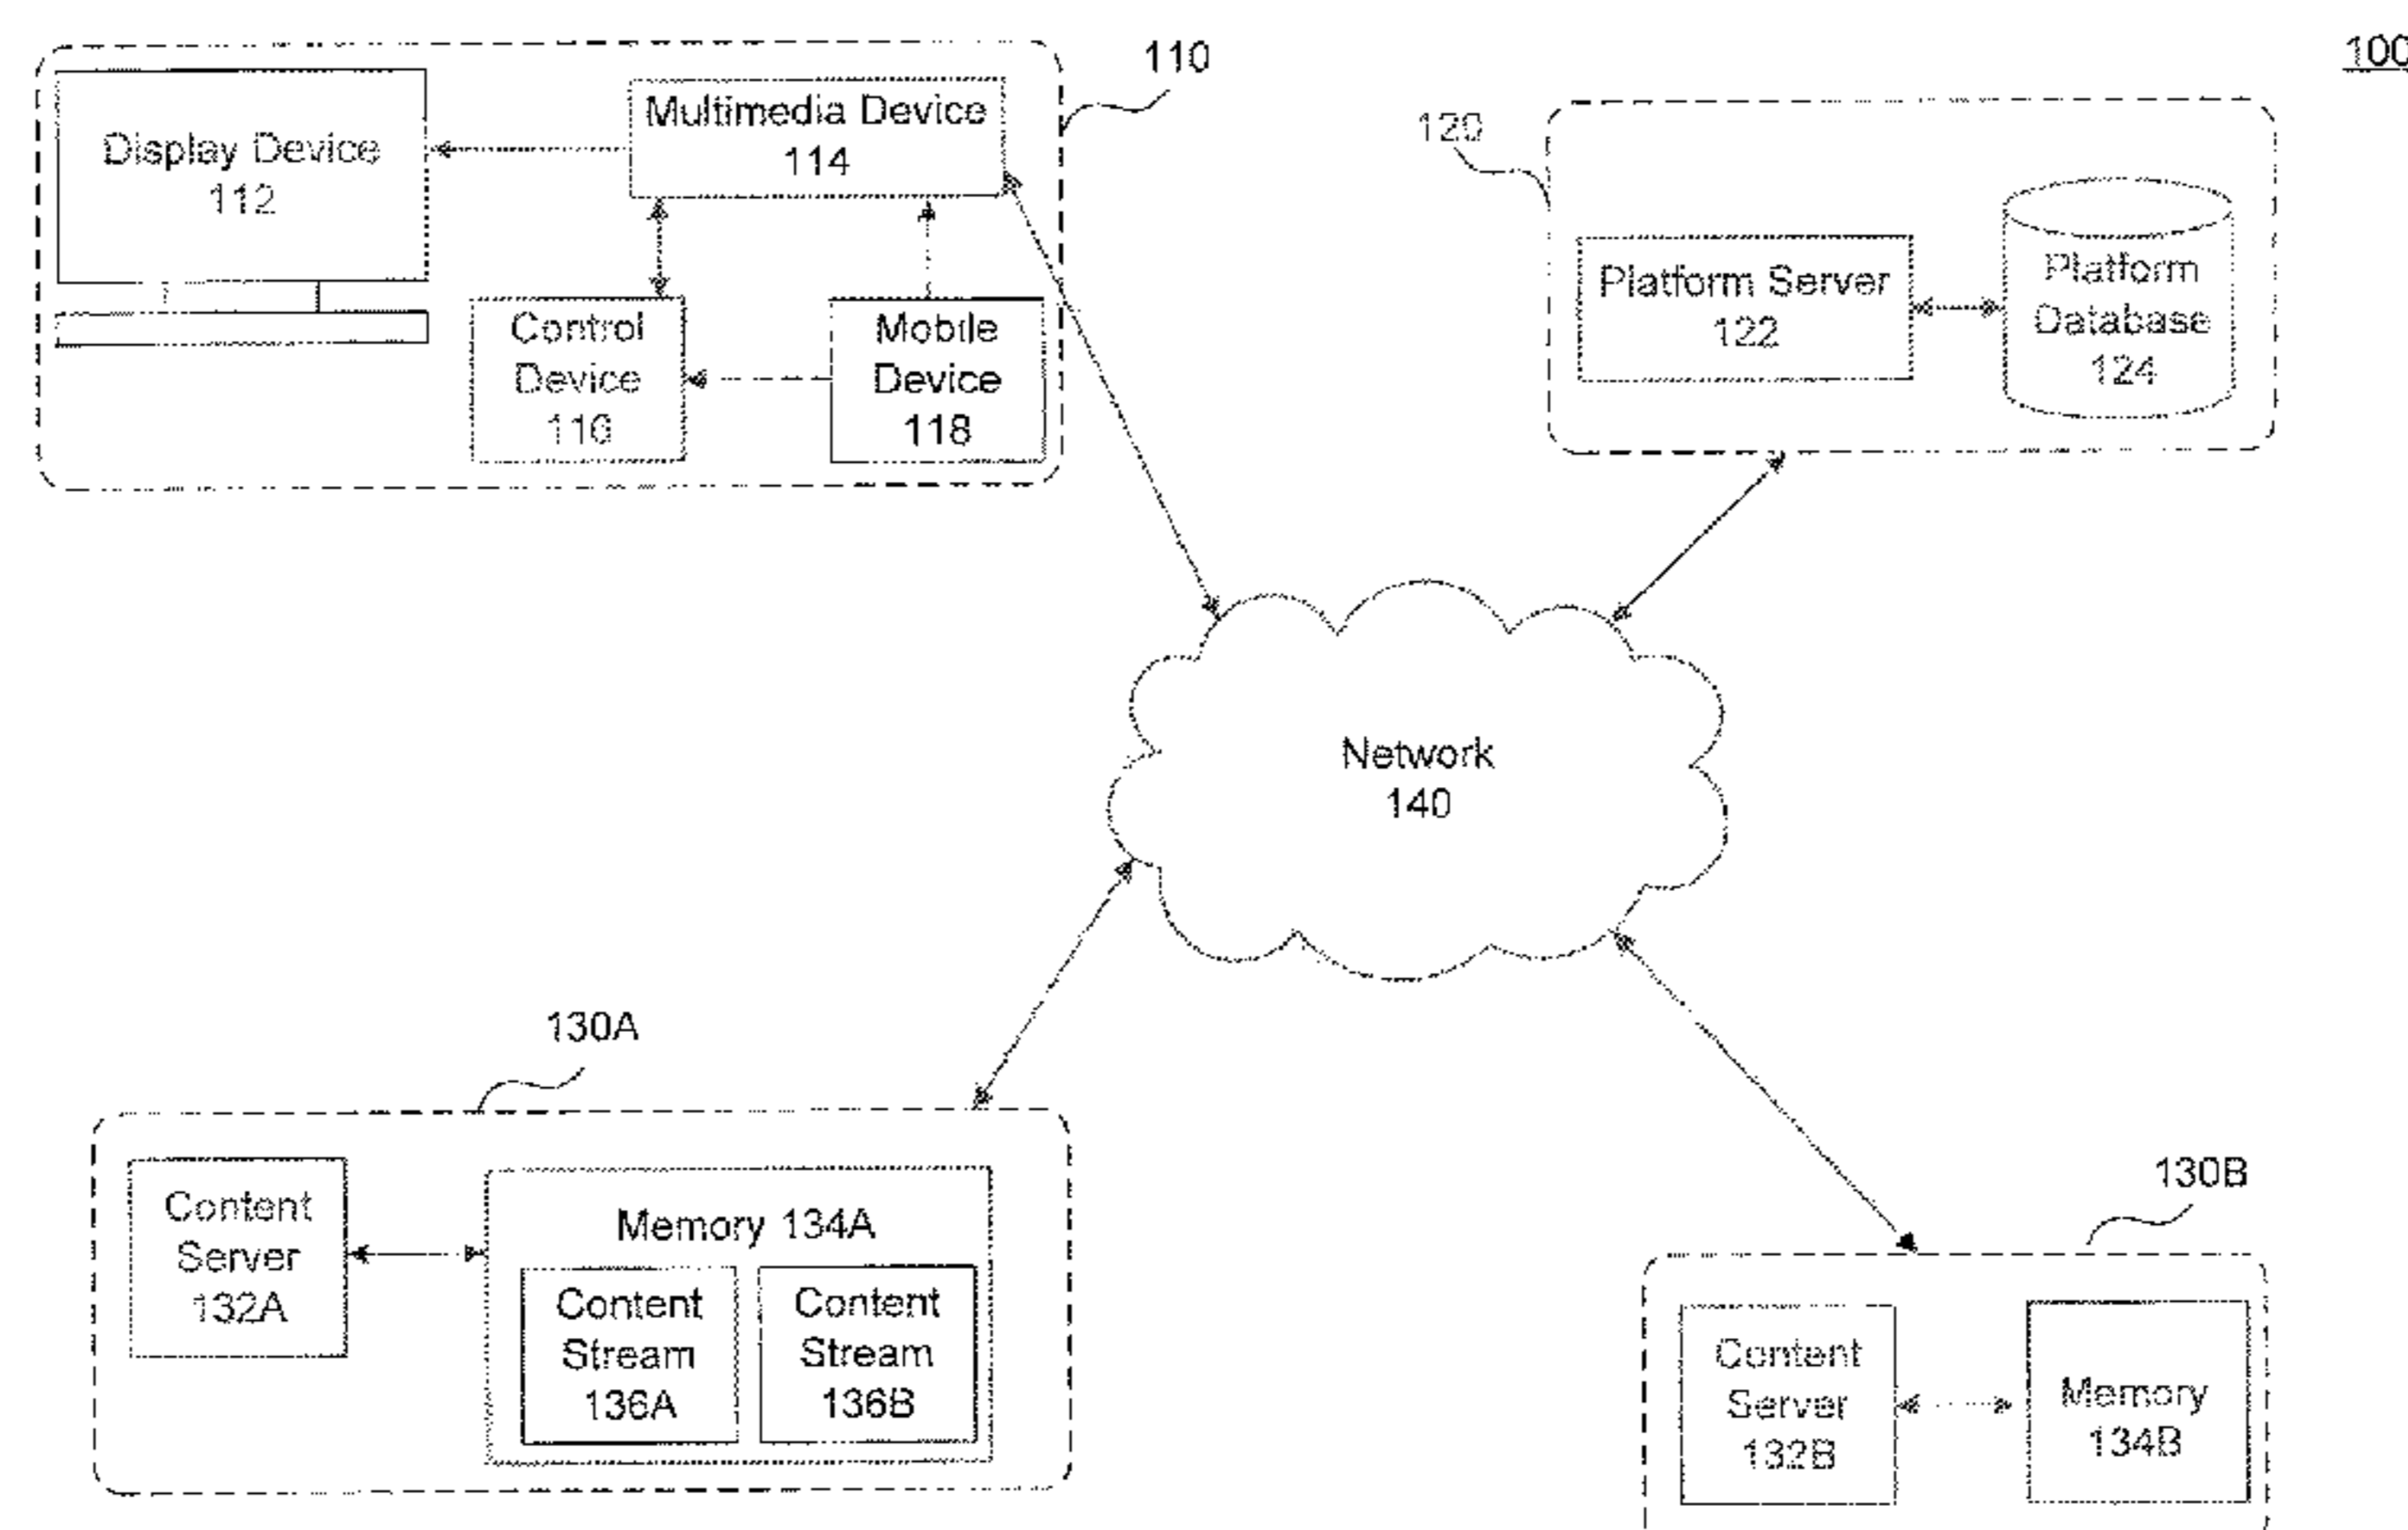 100
110
Display Device
112
Multimedia Device
114
Control
Device
116
Mobile
Device
118
120
Platform Server
122
Platform
Database
124
Network
140
130A
Content
Server
132A
Memory 134A
Content
Stream
136A
Content
Stream
136B
130B
Content
Server
132B
Memory
134B